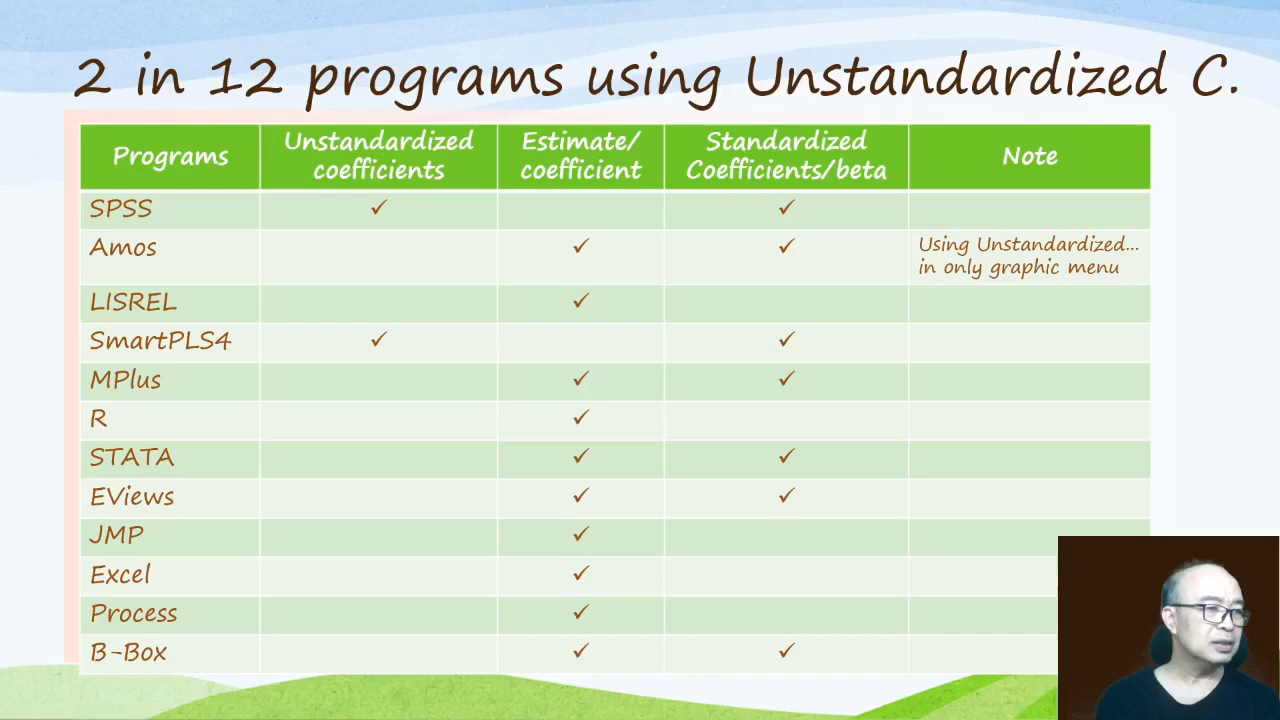 2 in 12 programs using Unstandardized C.
Programs
Unstandardized
coefficients
Estimate/
coefficient
Standardized
Coefficients/beta
Note
SPSS ✓ ✓
Amos ✓ ✓
Using Unstandardized...
in only graphic menu
LISREL ✓
SmartPLS4 ✓ ✓
MPlus ✓ ✓
R ✓
STATA ✓ ✓
EViews ✓ ✓
JMP ✓
Excel ✓
Process ✓
B-Box ✓ ✓